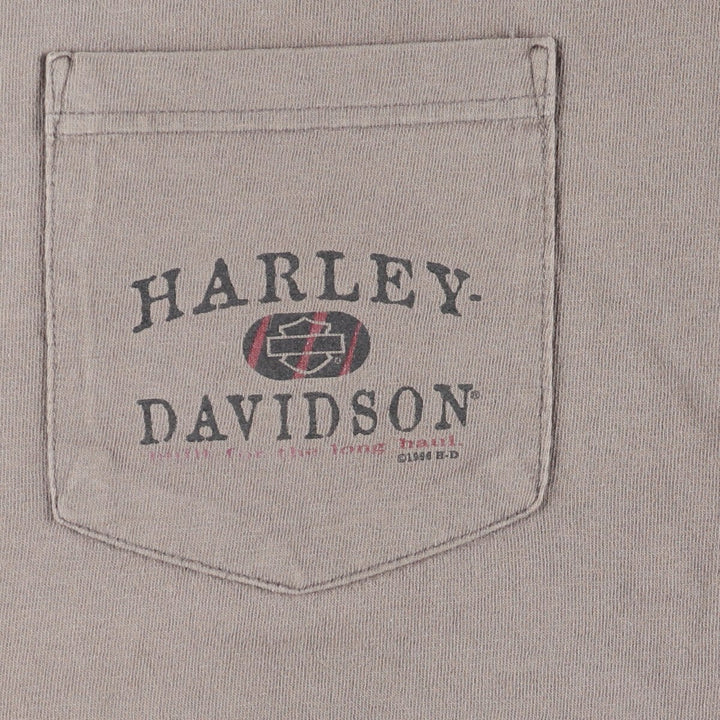 HARLEY-
DAVIDSON®
built for the long haul.
©1996 H-D